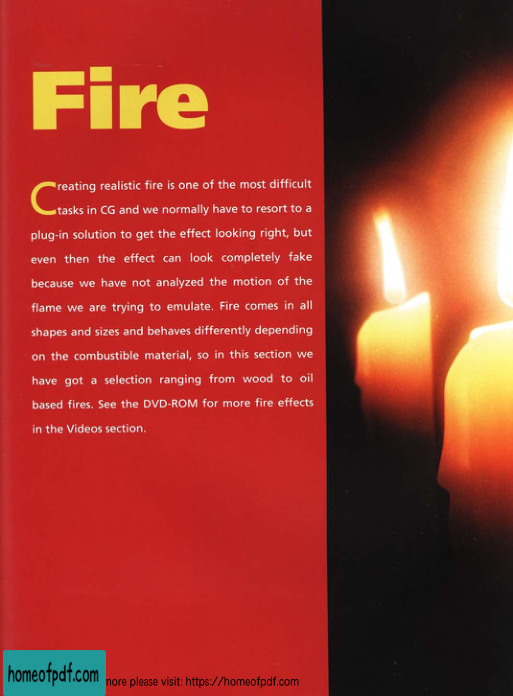 Fire
Creating realistic fire is one of the most difficult
tasks in CG and we normally have to resort to a
plug-in solution to get the effect looking right, but
even then the effect can look completely fake
because we have not analyzed the motion of the
flame we are trying to emulate. Fire comes in all
shapes and sizes and behaves differently depending
on the combustible material, so in this section we
have got a selection ranging from wood to oil
based fires. See the DVD-ROM for more fire effects
in the Videos section.
homeofpdf.com
more please visit: https://homeofpdf.com